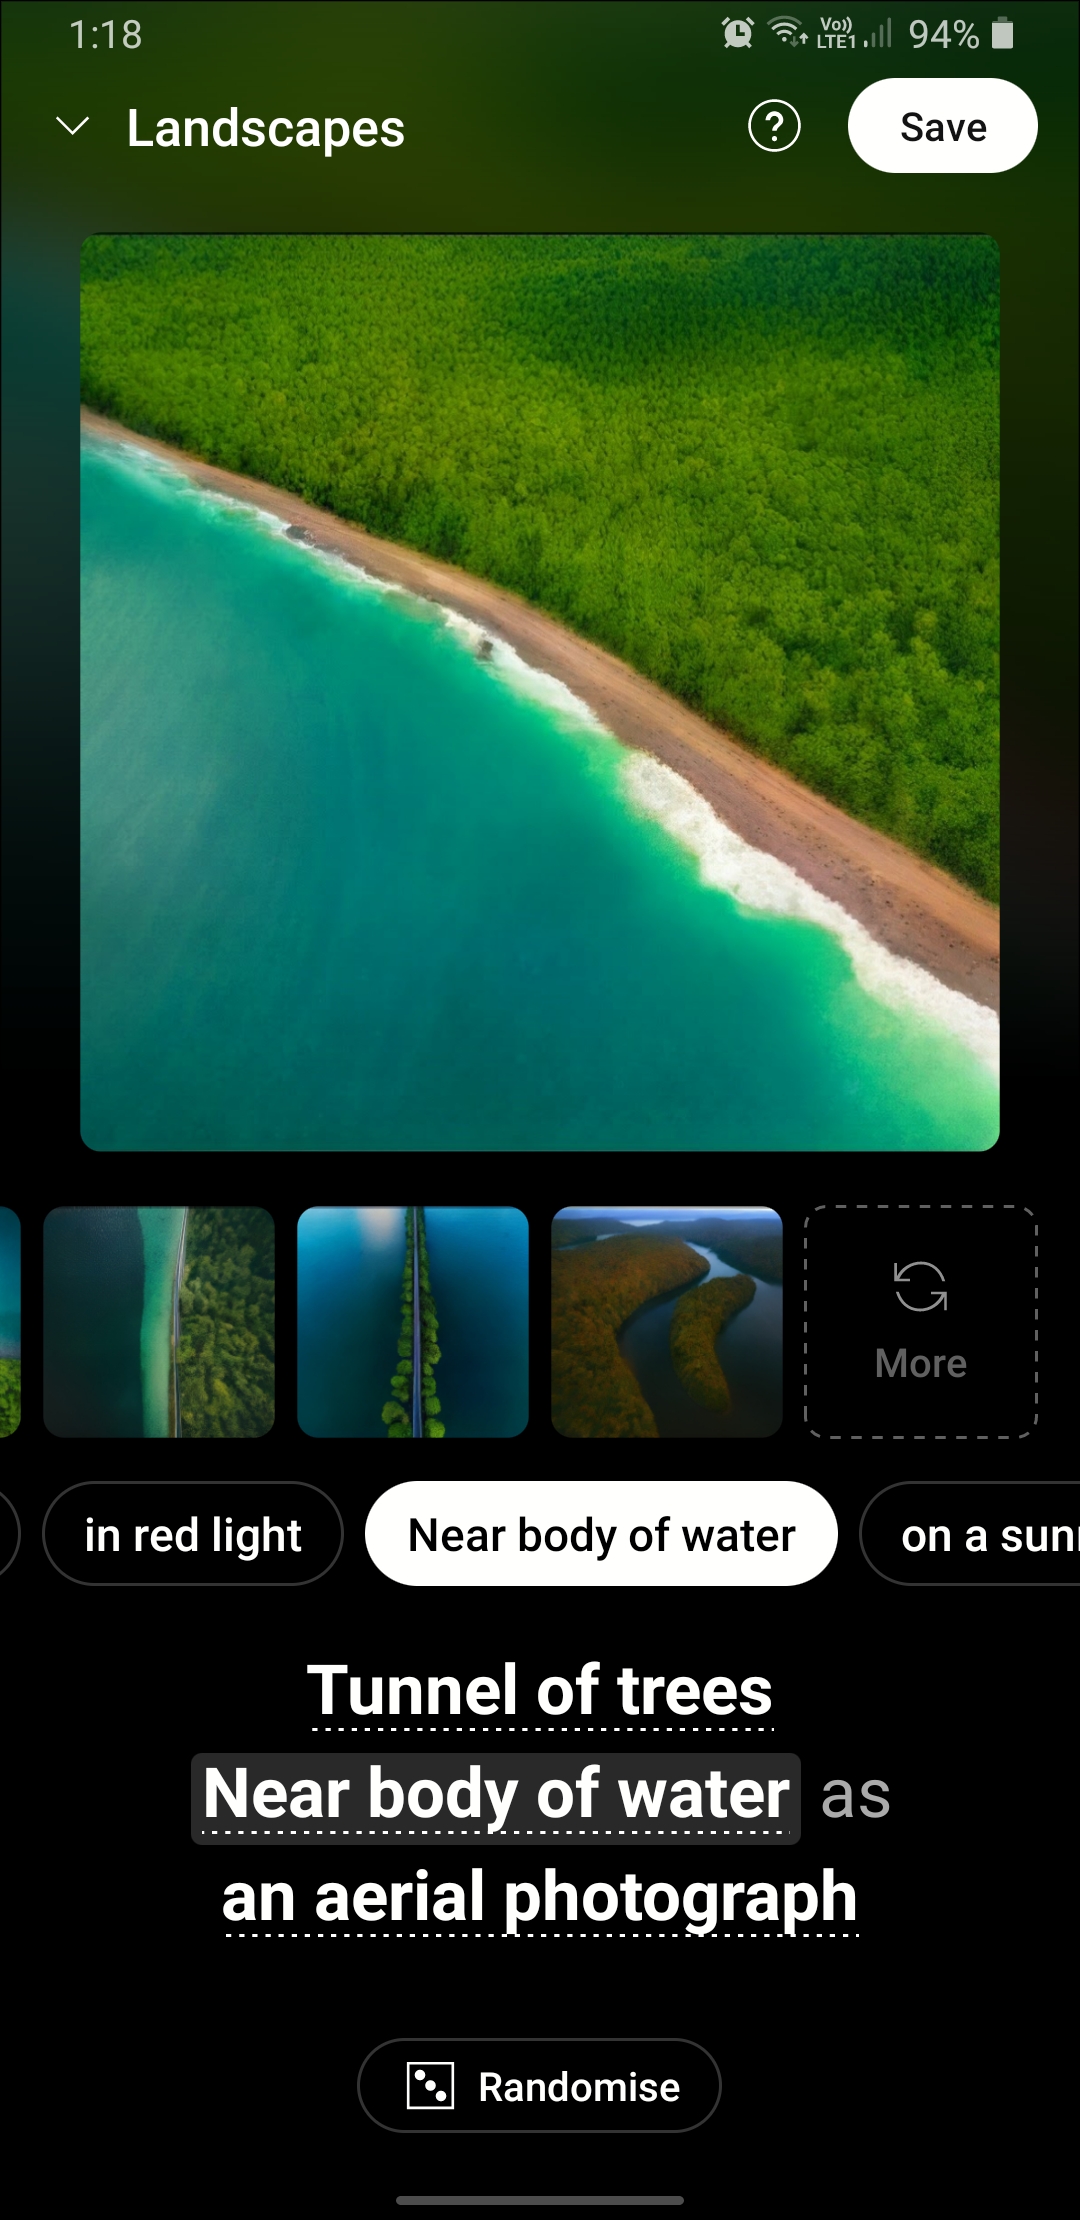 1:18
Vo))
LTE1
94%
Landscapes
?
Save
More
in red light
Near body of water
on a sun
Tunnel of trees
Near body of water as
an aerial photograph
Randomise